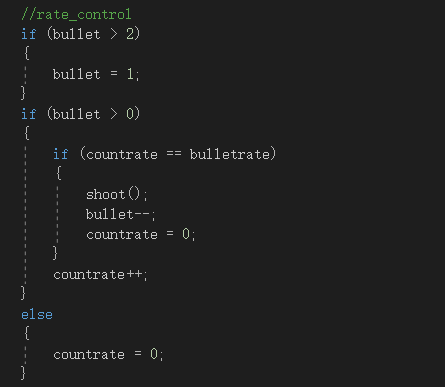 //rate_control
if (bullet > 2)
{
    bullet = 1;
}
if (bullet > 0)
{
    if (countrate == bulletrate)
    {
        shoot();
        bullet--;
        countrate = 0;
    }
    countrate++;
}
else
{
    countrate = 0;
}